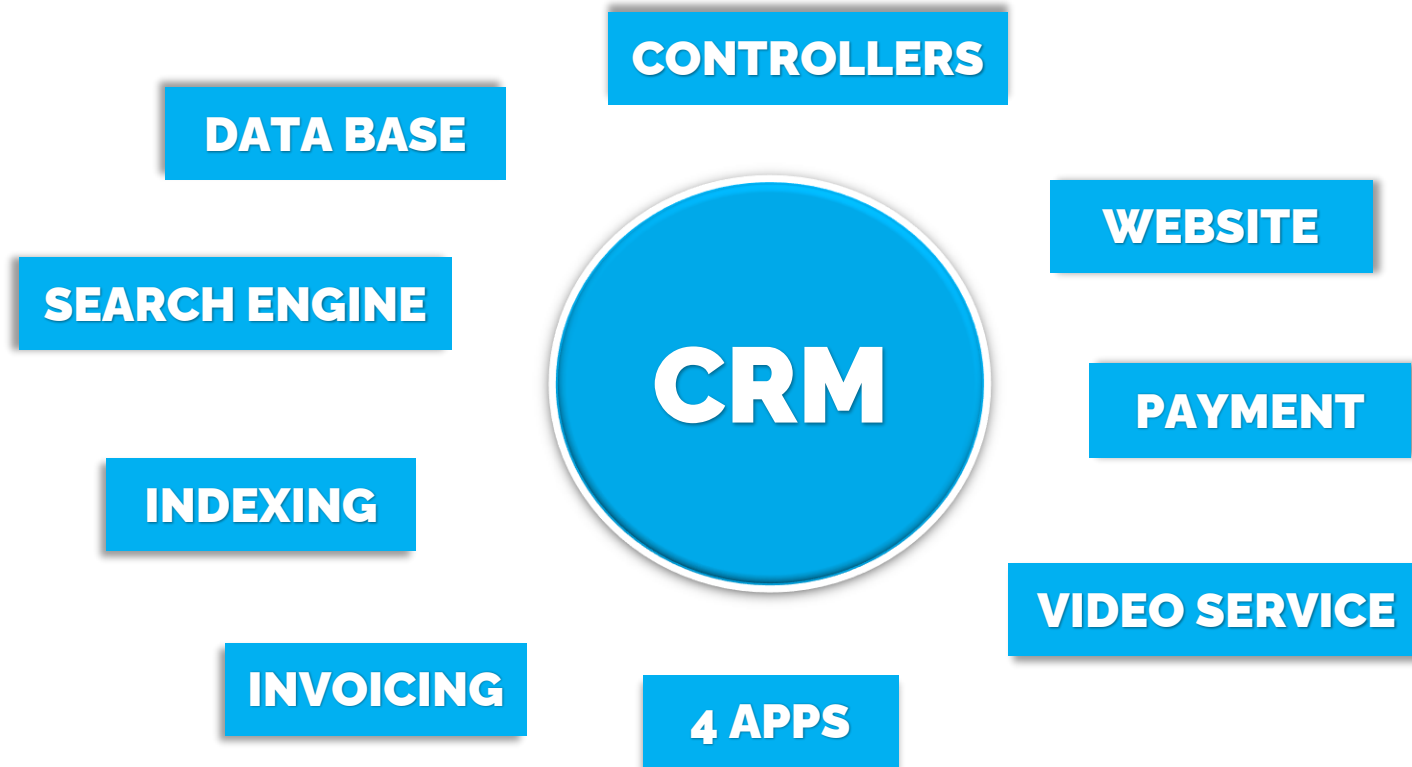 CONTROLLERS
DATA BASE
WEBSITE
SEARCH ENGINE
CRM
PAYMENT
INDEXING
VIDEO SERVICE
INVOICING
4 APPS